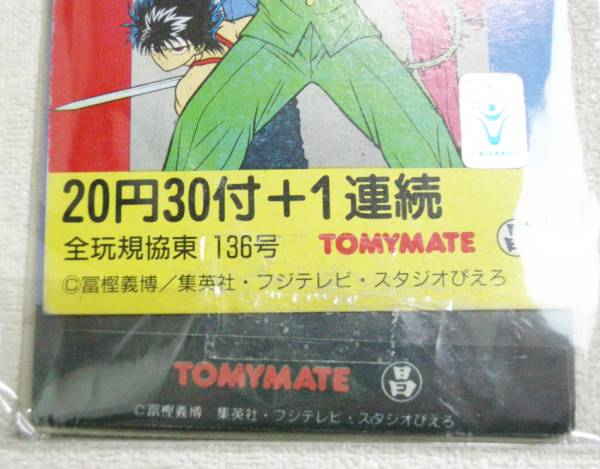 20円30付+1連続
全玩規協東 136号 TOMYMATE 昌
©冨樫義博/集英社・フジテレビ・スタジオぴえろ
TOMYMATE 昌
©冨樫義博 集英社・フジテレビ・スタジオぴえろ